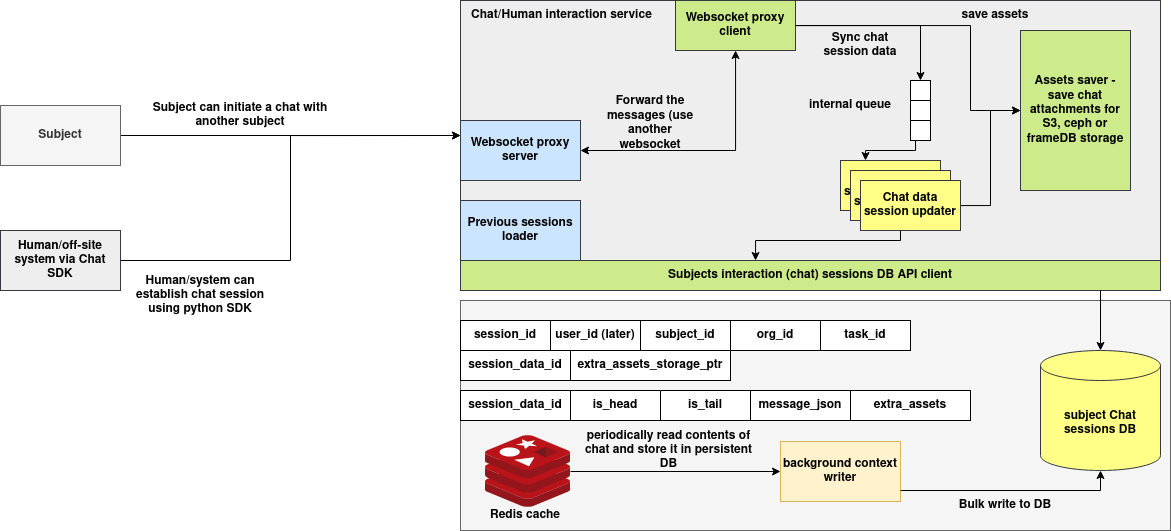 Chat/Human interaction service
Websocket proxy
client
save assets
Sync chat
session data
Assets saver -
save chat
attachments for
S3, ceph or
frameDB storage
internal queue
Subject can initiate a chat with
another subject
Subject
Forward the
messages (use
another
websocket
Websocket proxy
server
s
s
Chat data
session updater
Previous sessions
loader
Human/off-site
system via Chat
SDK
Human/system can
establish chat session
using python SDK
Subjects interaction (chat) sessions DB API client
session_id user_id (later) subject_id org_id task_id
session_data_id extra_assets_storage_ptr
session_data_id is_head is_tail message_json extra_assets
subject Chat
sessions DB
periodically read contents of
chat and store it in persistent
DB
background context
writer
Redis cache
Bulk write to DB